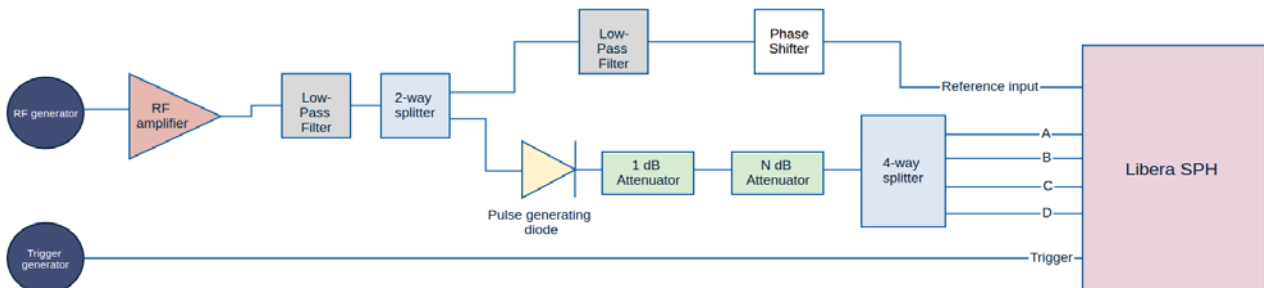 RF generator
RF
amplifier
Low-
Pass
Filter
2-way
splitter
Low-
Pass
Filter
Phase
Shifter
Reference input
Pulse generating
diode
1 dB
Attenuator
N dB
Attenuator
4-way
splitter
A
B
C
D
Libera SPH
Trigger
generator
Trigger